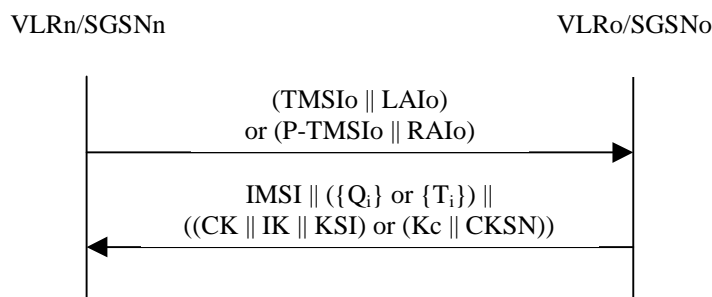 VLRn/SGSNn
VLRo/SGSNo
(TMSIo || LAIo)
or (P-TMSIo || RAIo)
IMSI || ({Qi} or {Ti}) ||
((CK || IK || KSI) or (Kc || CKSN))